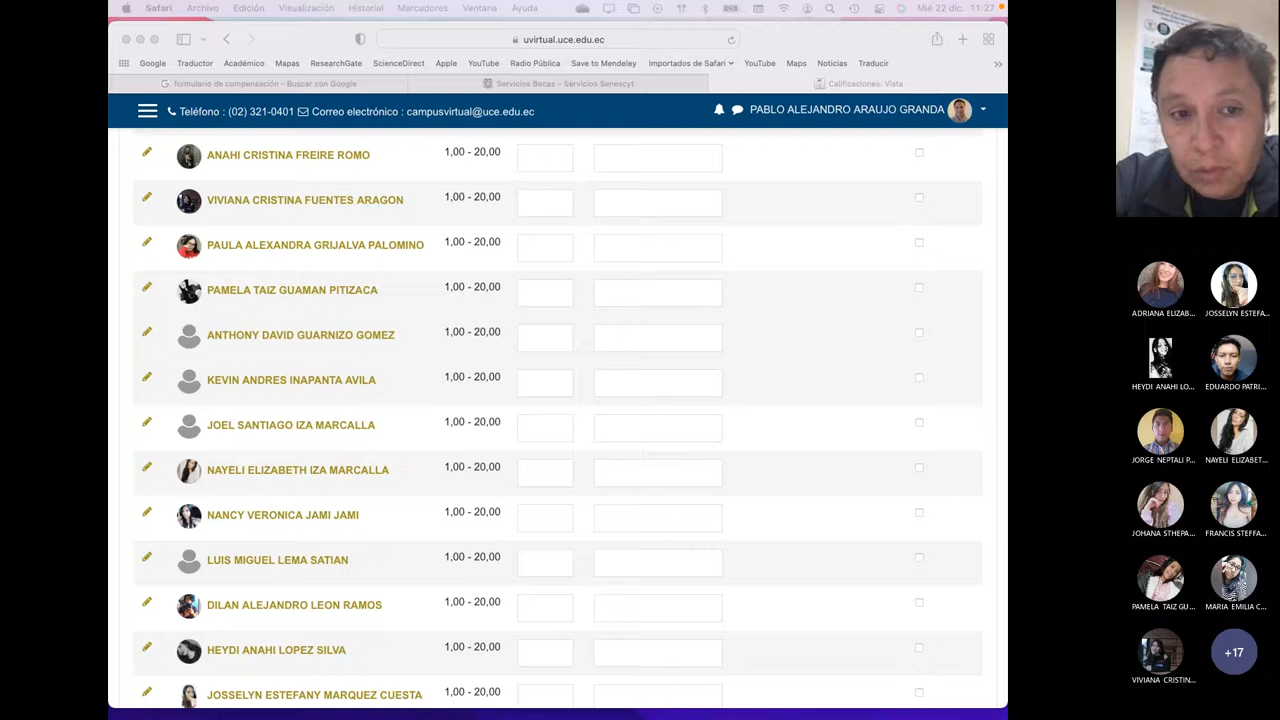 Safari Archivo Edición Visualización Historial Marcadores Ventana Ayuda Mié 22 dic. 11:27
uvirtual.uce.edu.ec
Google Traductor Académico Mapas ResearchGate ScienceDirect Apple YouTube Radio Pública Save to Mendeley Importados de Safari YouTube Maps Noticias Traducir
formulario de compensación - Buscar con Google Servicios Becas – Servicios Senescyt Calificaciones: Vista
Teléfono : (02) 321-0401 Correo electrónico : campusvirtual@uce.edu.ec PABLO ALEJANDRO ARAUJO GRANDA
ANAHI CRISTINA FREIRE ROMO 1,00 - 20,00
VIVIANA CRISTINA FUENTES ARAGON 1,00 - 20,00
PAULA ALEXANDRA GRIJALVA PALOMINO 1,00 - 20,00
PAMELA TAIZ GUAMAN PITIZACA 1,00 - 20,00
ANTHONY DAVID GUARNIZO GOMEZ 1,00 - 20,00
KEVIN ANDRES INAPANTA AVILA 1,00 - 20,00
JOEL SANTIAGO IZA MARCALLA 1,00 - 20,00
NAYELI ELIZABETH IZA MARCALLA 1,00 - 20,00
NANCY VERONICA JAMI JAMI 1,00 - 20,00
LUIS MIGUEL LEMA SATIAN 1,00 - 20,00
DILAN ALEJANDRO LEON RAMOS 1,00 - 20,00
HEYDI ANAHI LOPEZ SILVA 1,00 - 20,00
JOSSELYN ESTEFANY MARQUEZ CUESTA 1,00 - 20,00
ADRIANA ELIZAB... JOSSELYN ESTEFA...
HEYDI ANAHI LO... EDUARDO PATRI...
JORGE NEPTALI P... NAYELI ELIZABET...
JOHANA STHEPA... FRANCIS STEFFA...
PAMELA TAIZ GU... MARIA EMILIA C...
VIVIANA CRISTIN... +17